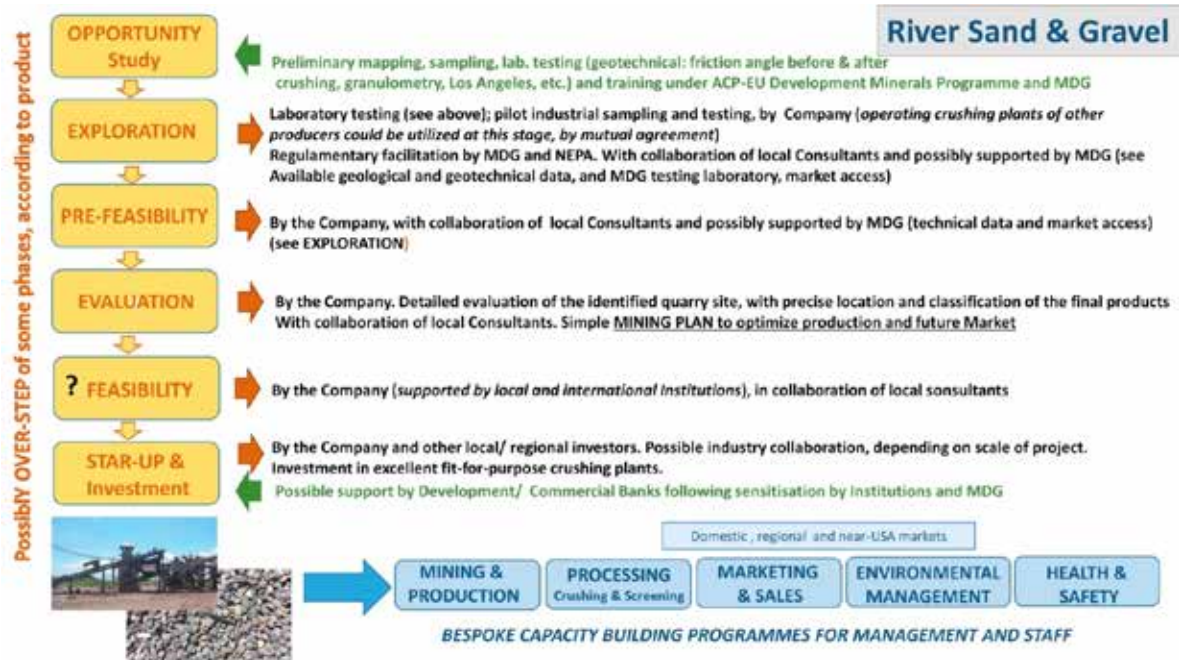 River Sand & Gravel
Possibly OVER-STEP of some phases, according to product
OPPORTUNITY
Study
Preliminary mapping, sampling, lab. testing (geotechnical: friction angle before & after
crushing, granulometry, Los Angeles, etc.) and training under ACP-EU Development Minerals Programme and MDG
EXPLORATION
Laboratory testing (see above); pilot industrial sampling and testing, by Company (operating crushing plants of other
producers could be utilized at this stage, by mutual agreement)
Regulamentary facilitation by MDG and NEPA. With collaboration of local Consultants and possibly supported by MDG (see
Available geological and geotechnical data, and MDG testing laboratory, market access)
PRE-FEASIBILITY
By the Company, with collaboration of local Consultants and possibly supported by MDG (technical data and market access)
(see EXPLORATION)
EVALUATION
By the Company. Detailed evaluation of the identified quarry site, with precise location and classification of the final products
With collaboration of local Consultants. Simple MINING PLAN to optimize production and future Market
? FEASIBILITY
By the Company (supported by local and international Institutions), in collaboration of local sonsultants
STAR-UP &
Investment
By the Company and other local/ regional investors. Possible industry collaboration, depending on scale of project.
Investment in excellent fit-for-purpose crushing plants.
Possible support by Development/ Commercial Banks following sensitisation by Institutions and MDG
Domestic , regional and near-USA markets
MINING &
PRODUCTION
PROCESSING
Crushing & Screening
MARKETING
& SALES
ENVIRONMENTAL
MANAGEMENT
HEALTH &
SAFETY
BESPOKE CAPACITY BUILDING PROGRAMMES FOR MANAGEMENT AND STAFF